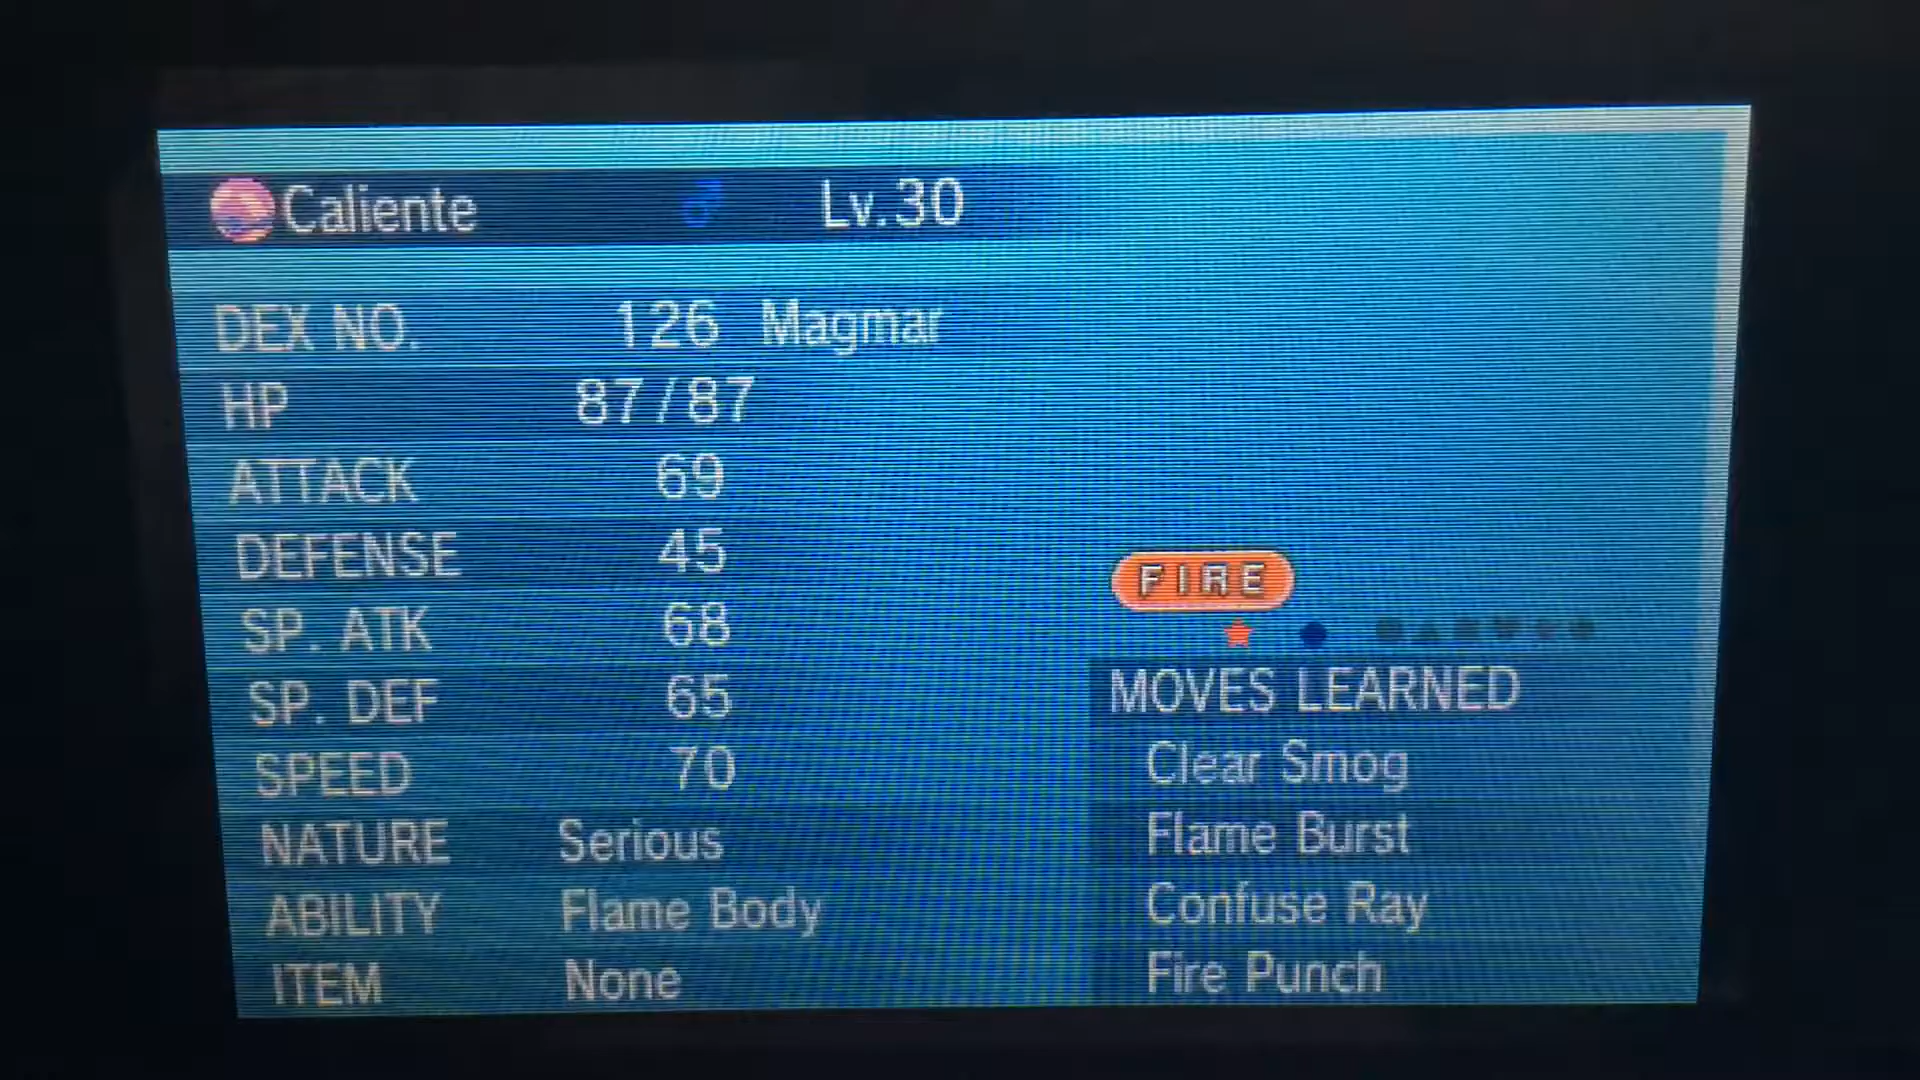 Caliente ♂ Lv.30
DEX NO. 126 Magmar
HP 87/87
ATTACK 69
DEFENSE 45
SP. ATK 68
SP. DEF 65
SPEED 70
NATURE Serious
ABILITY Flame Body
ITEM None
FIRE
MOVES LEARNED
Clear Smog
Flame Burst
Confuse Ray
Fire Punch